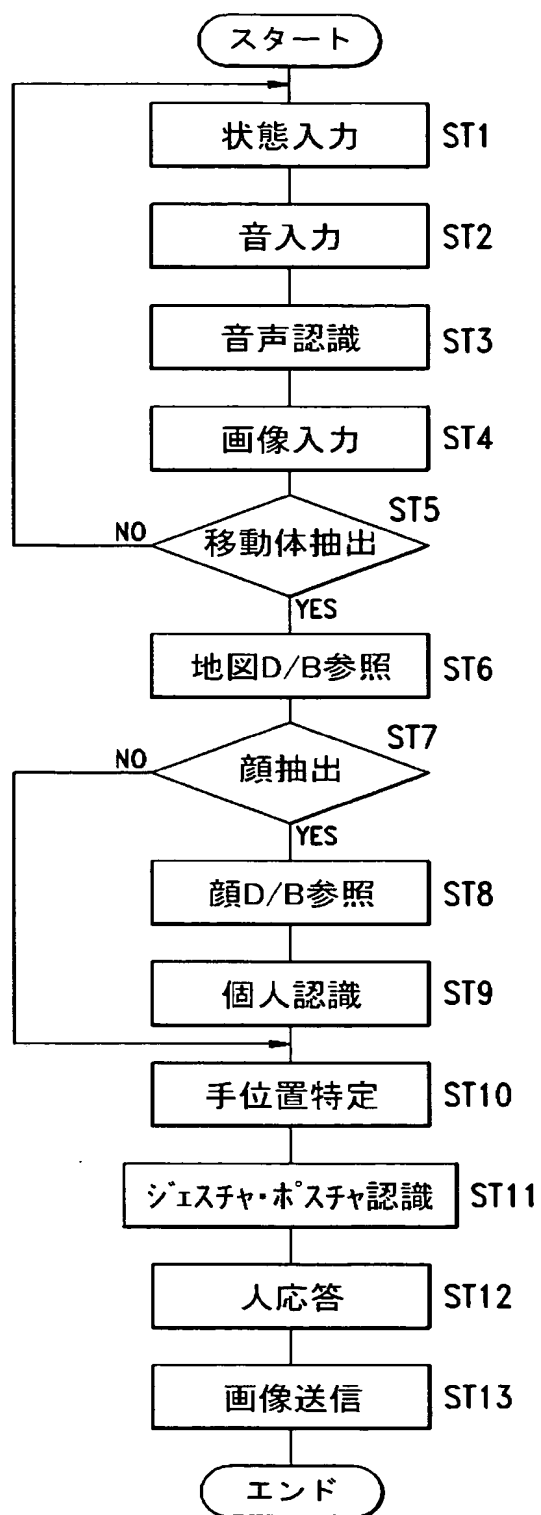 スタート
状態入力 ST1
音入力 ST2
音声認識 ST3
画像入力 ST4
ST5
NO 移動体抽出
YES
地図D/B参照 ST6
ST7
NO 顔抽出
YES
顔D/B参照 ST8
個人認識 ST9
手位置特定 ST10
ジェスチャ・ポスチャ認識 ST11
人応答 ST12
画像送信 ST13
エンド